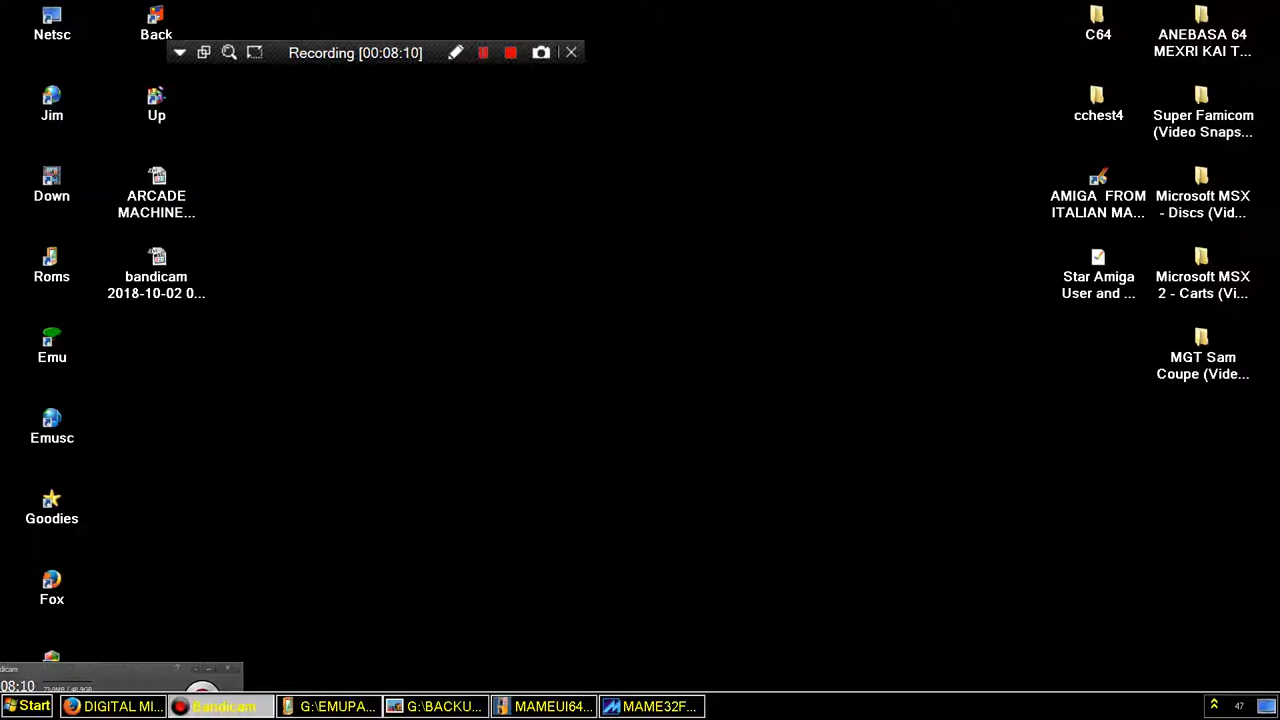 Netsc
Back
Recording [00:08:10]
C64
ANEBASA 64
MEXRI KAI T...
Jim
Up
cchest4
Super Famicom
(Video Snaps...
Down
ARCADE
MACHINE...
AMIGA  FROM
ITALIAN MA...
Microsoft MSX
- Discs (Vid...
Roms
bandicam
2018-10-02 0...
Star Amiga
User and ...
Microsoft MSX
2 - Carts (Vi...
Emu
MGT Sam
Coupe (Vide...
Emusc
Goodies
Fox
dicam
08:10
Start
DIGITAL MI...
Bandicam
G:\EMUPA...
G:\BACKU...
MAMEUI64...
MAME32F...
47